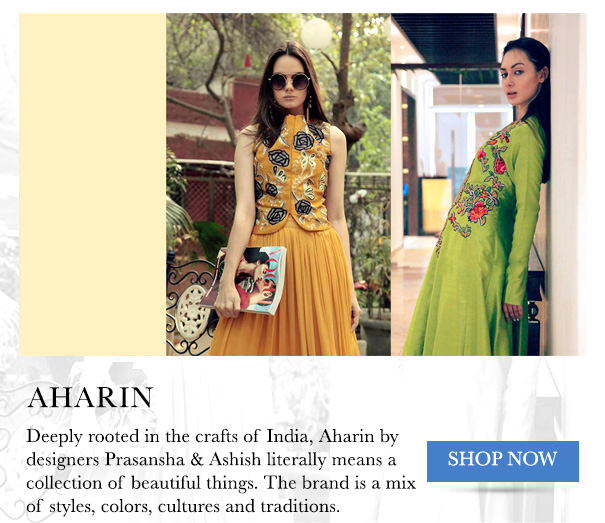 AHARIN
Deeply rooted in the crafts of India, Aharin by
designers Prasansha & Ashish literally means a
collection of beautiful things. The brand is a mix
of styles, colors, cultures and traditions.
SHOP NOW